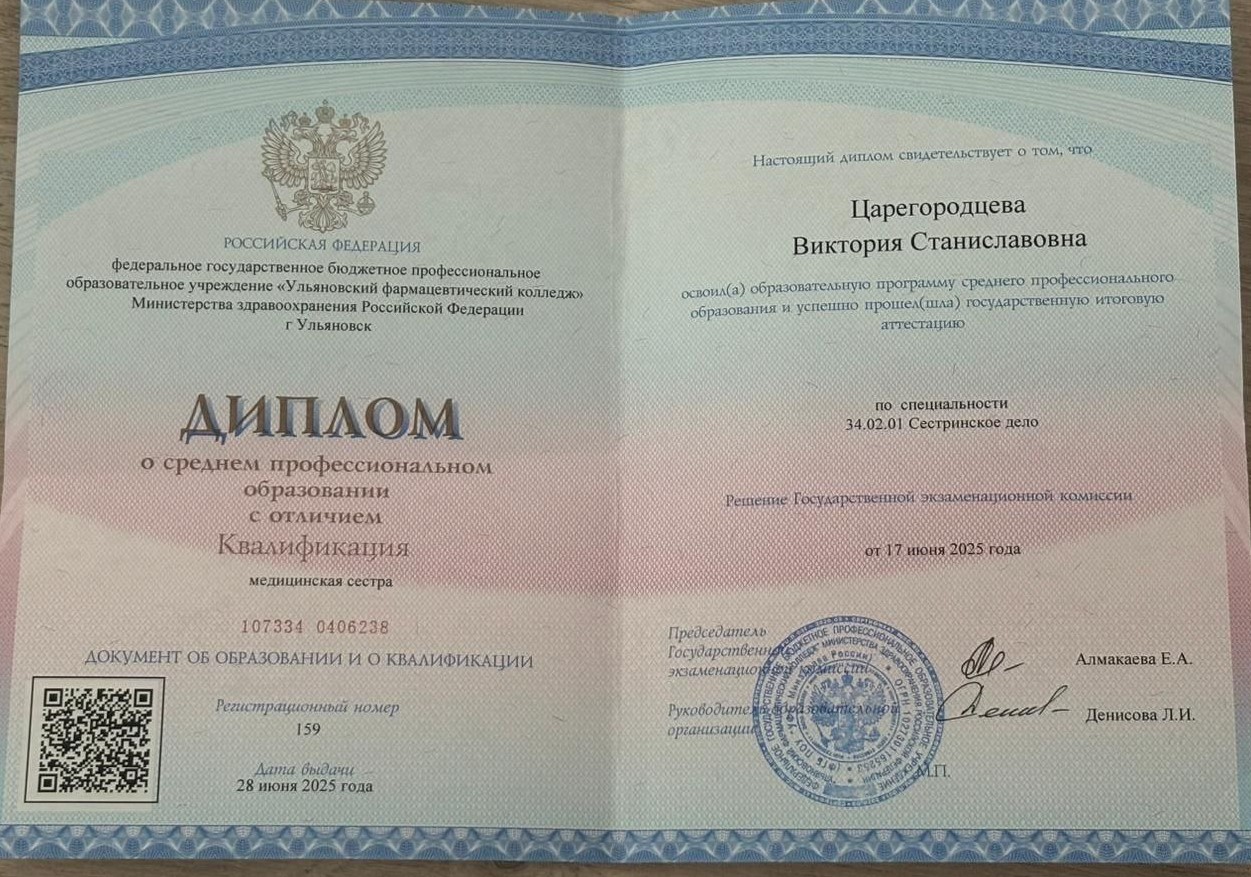 РОССИЙСКАЯ ФЕДЕРАЦИЯ
федеральное государственное бюджетное профессиональное
образовательное учреждение «Ульяновский фармацевтический колледж»
Министерства здравоохранения Российской Федерации
г Ульяновск
ДИПЛОМ
о среднем профессиональном
образовании
с отличием
Квалификация
медицинская сестра
107334 0406238
ДОКУМЕНТ ОБ ОБРАЗОВАНИИ И О КВАЛИФИКАЦИИ
Регистрационный номер
159
Дата выдачи
28 июня 2025 года
Настоящий диплом свидетельствует о том, что
Царегородцева
Виктория Станиславовна
освоил(а) образовательную программу среднего профессионального
образования и успешно прошел(шла) государственную итоговую
аттестацию
по специальности
34.02.01 Сестринское дело
Решение Государственной экзаменационной комиссии
от 17 июня 2025 года
Председатель
Государственной
экзаменационной комиссии
Алмакаева Е.А.
Руководитель образовательной
организации
Денисова Л.И.
М.П.